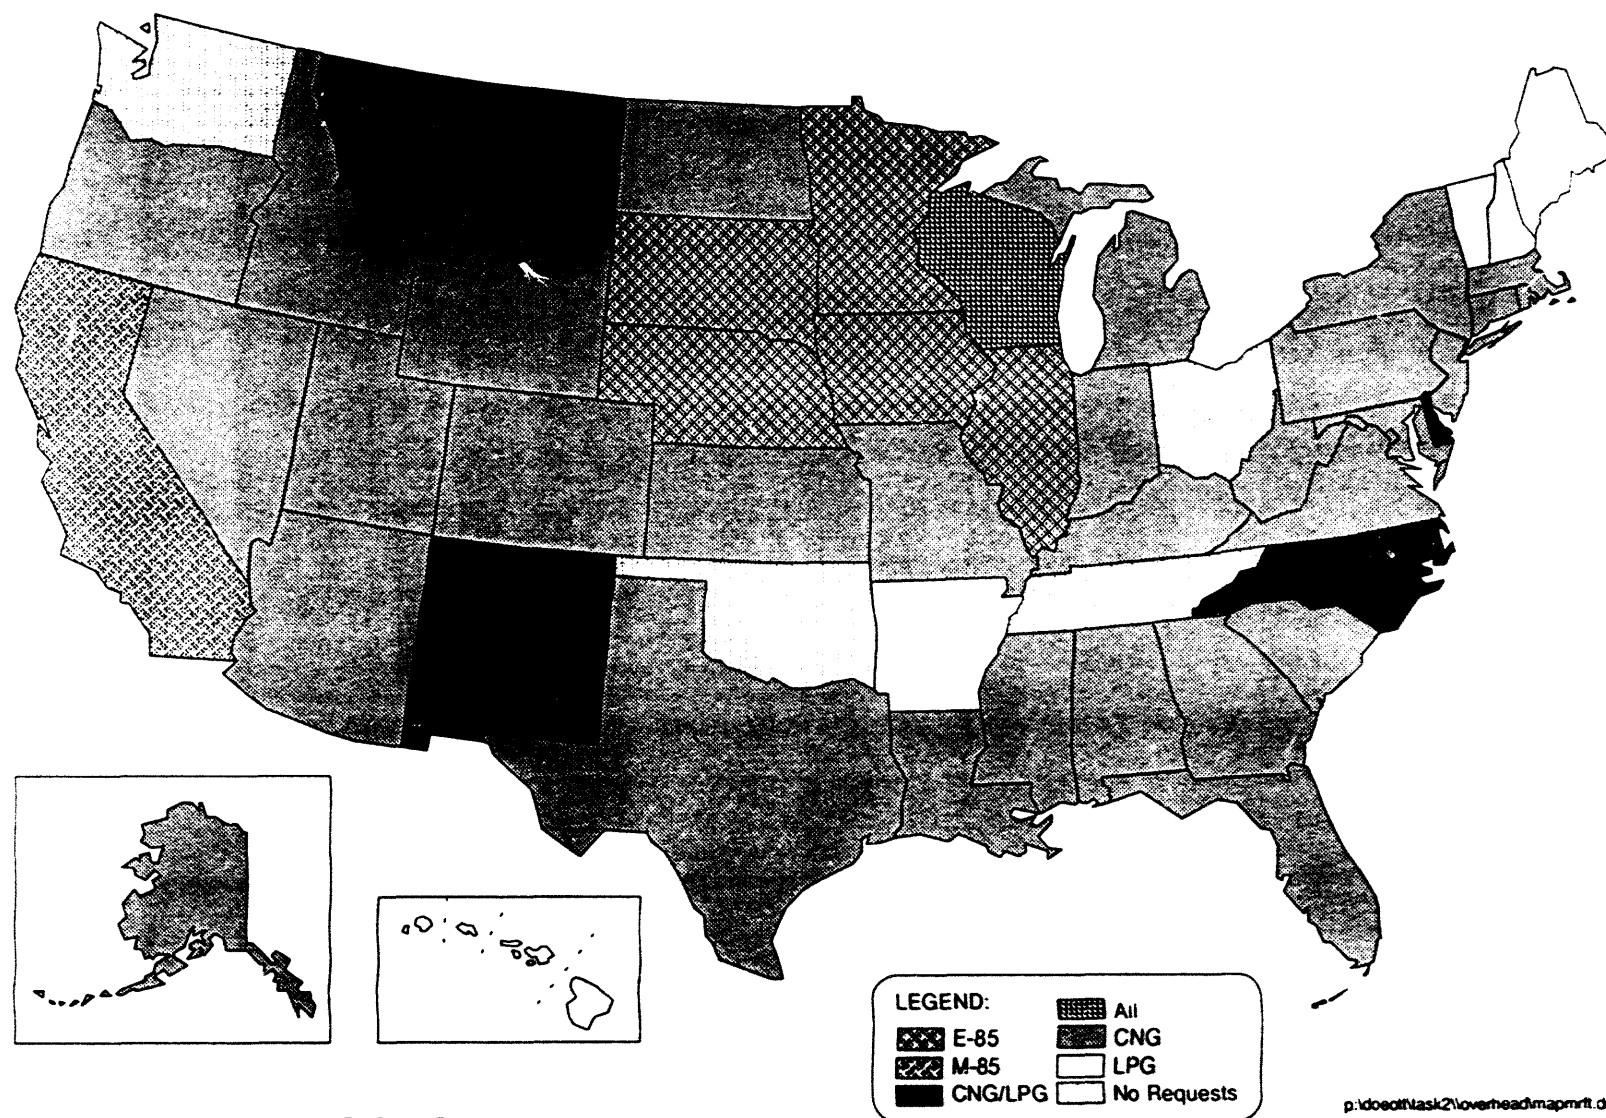 LEGEND:
E-85
M-85
CNG/LPG
All
CNG
LPG
No Requests